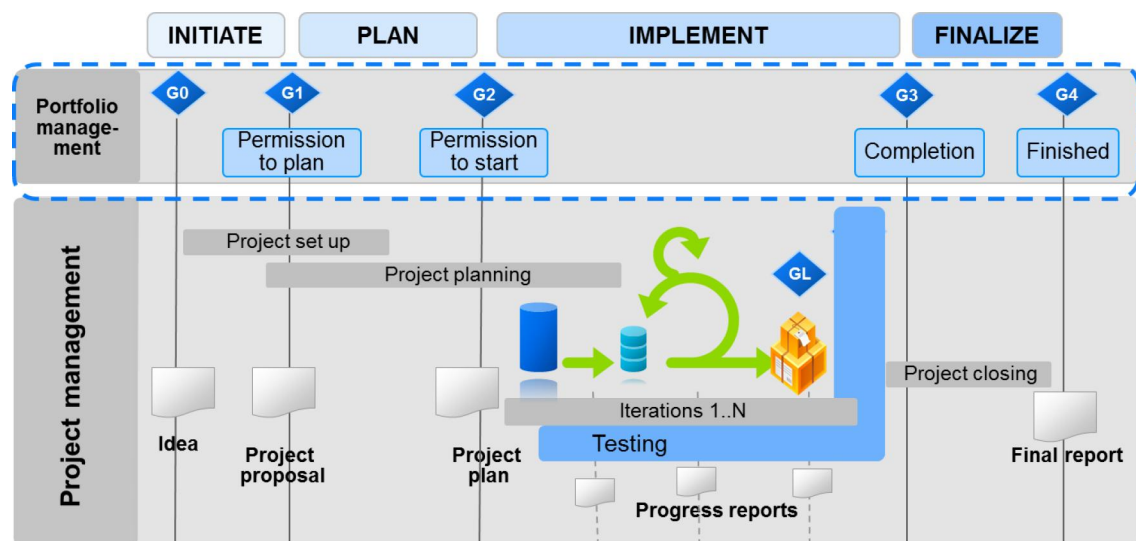 INITIATE
PLAN
IMPLEMENT
FINALIZE
Portfolio
manage-
ment
G0
G1
G2
G3
G4
Permission
to plan
Permission
to start
Completion
Finished
Project management
Project set up
Project planning
GL
Project closing
Iterations 1..N
Testing
Idea
Project
proposal
Project
plan
Final report
Progress reports